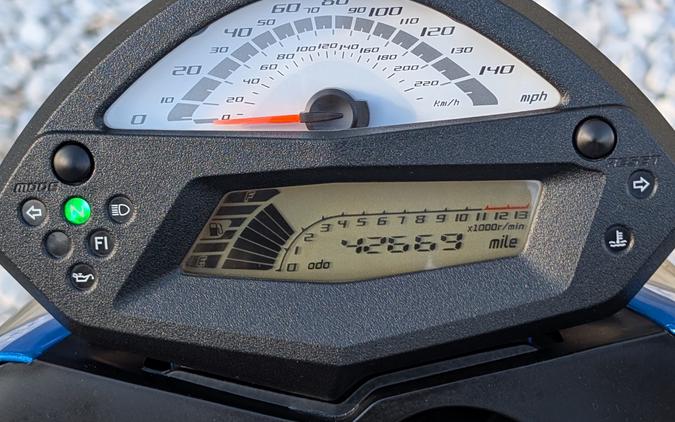 0 10 20 30 40 50 60 70 80 100 110 120 130 140 mph
0 20 40 60 80 100 120 140 160 180 200 220 km/h
MODE
RESET
N
FI
F
E
0 1 2 3 4 5 6 7 8 9 10 11 12 13
x1000r/min
odo 42669 mile